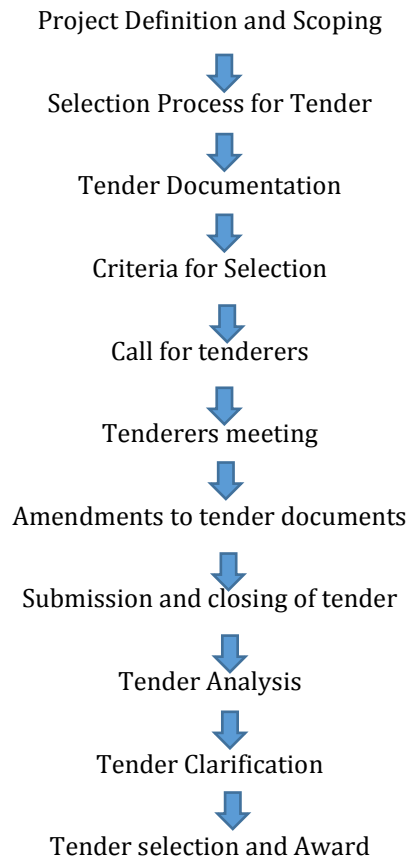 Project Definition and Scoping
Selection Process for Tender
Tender Documentation
Criteria for Selection
Call for tenderers
Tenderers meeting
Amendments to tender documents
Submission and closing of tender
Tender Analysis
Tender Clarification
Tender selection and Award